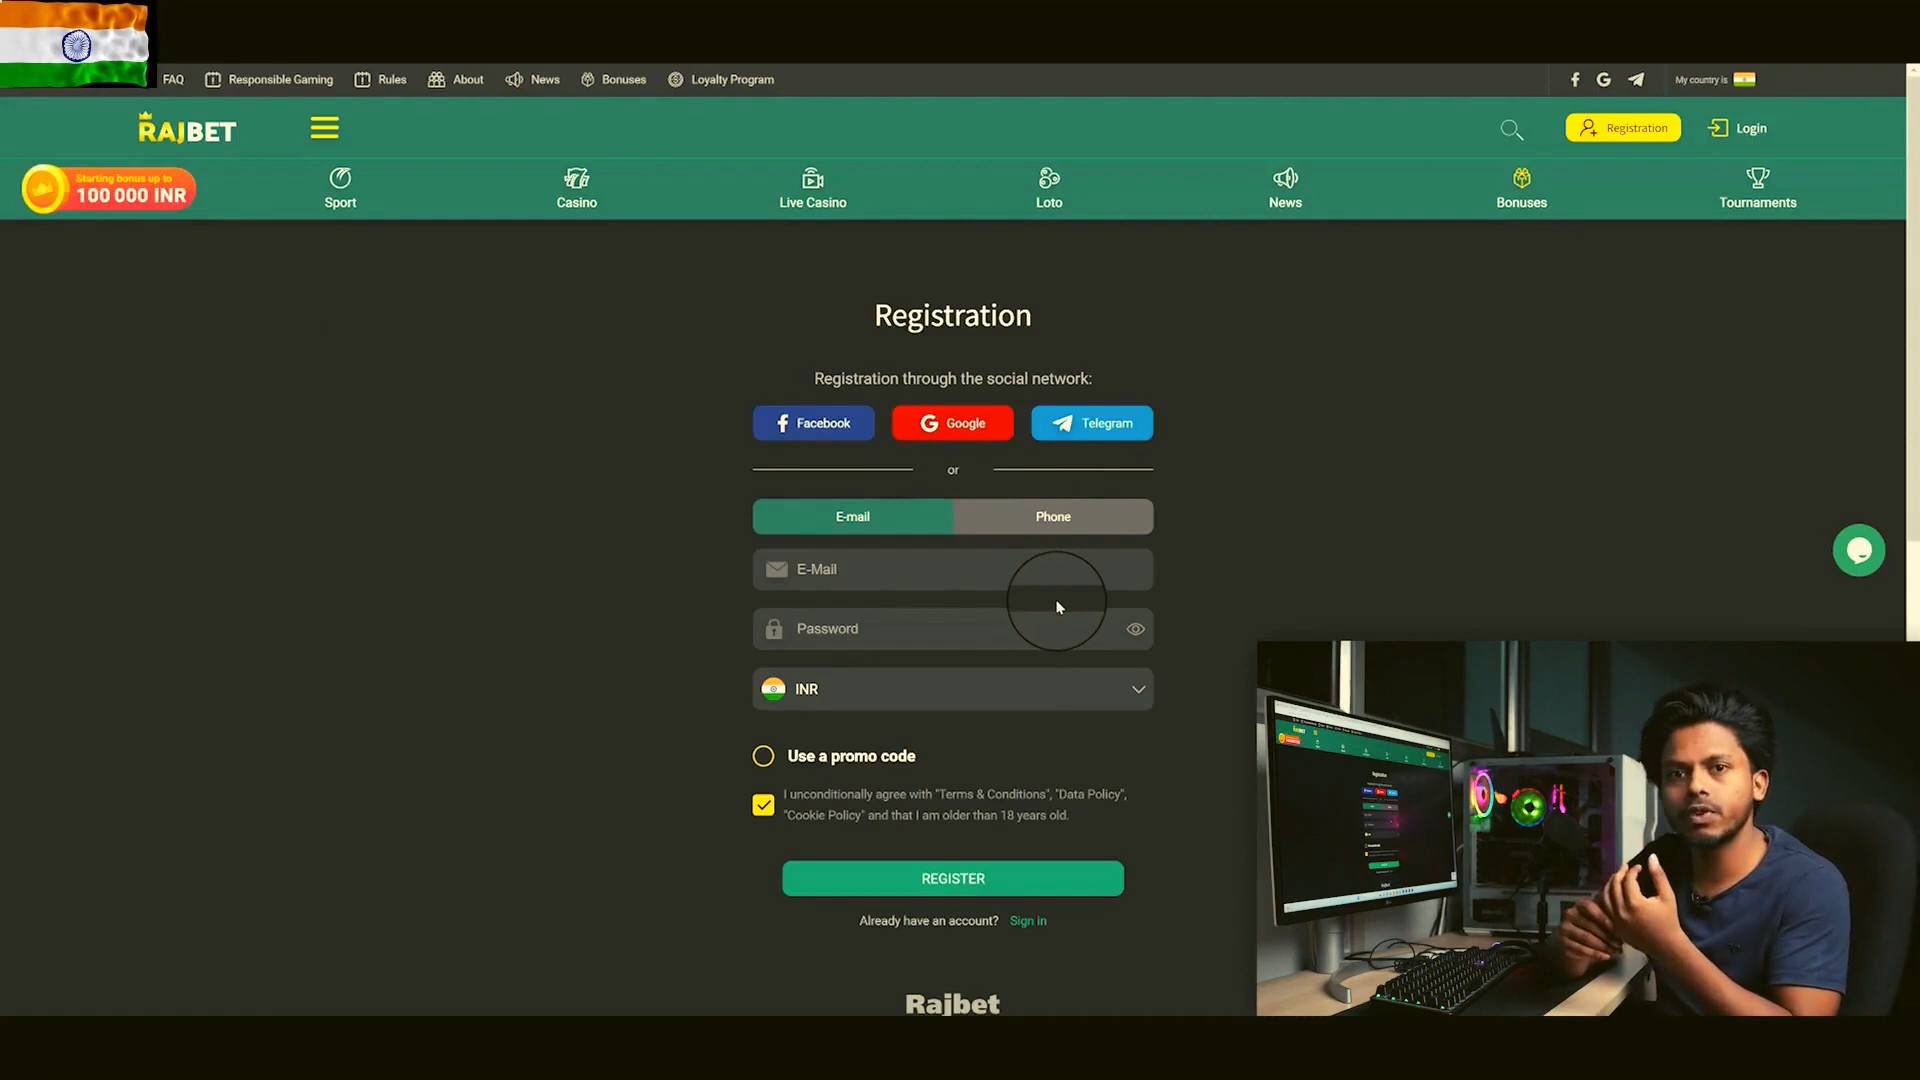 FAQ
Responsible Gaming
Rules
About
News
Bonuses
Loyalty Program
My country is
RAJBET
Registration
Login
Starting bonus up to
100 000 INR
Sport
Casino
Live Casino
Loto
News
Bonuses
Tournaments
Registration
Registration through the social network:
Facebook
Google
Telegram
or
E-mail
Phone
E-Mail
Password
INR
Use a promo code
I unconditionally agree with "Terms & Conditions", "Data Policy",
"Cookie Policy" and that I am older than 18 years old.
REGISTER
Already have an account? Sign in
Rajbet